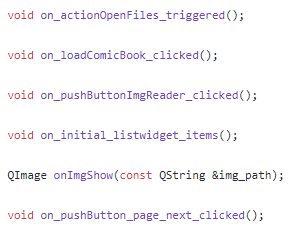 void on_actionOpenFiles_triggered();
void on_loadComicBook_clicked();
void on_pushButtonImgReader_clicked();
void on_initial_listwidget_items();
QImage onImgShow(const QString &img_path);
void on_pushButton_page_next_clicked();